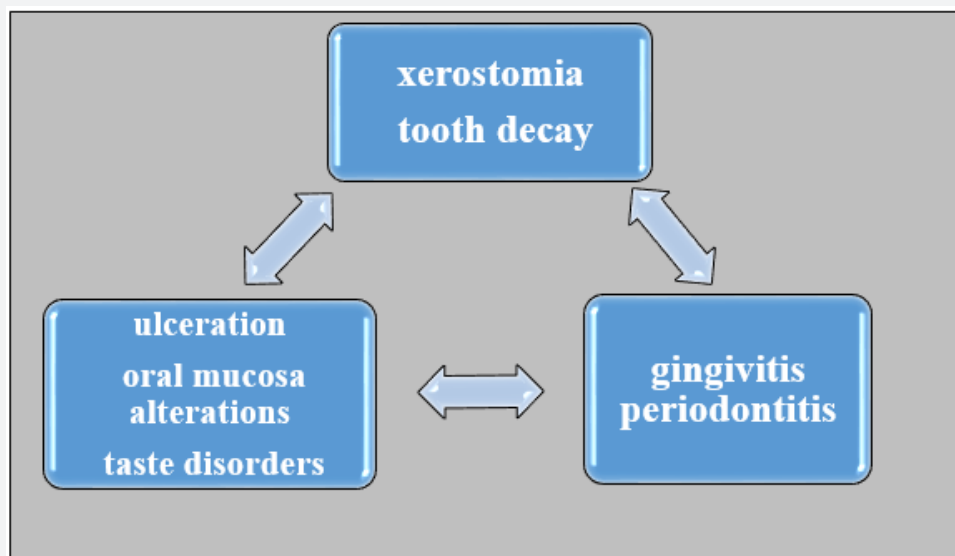 xerostomia
tooth decay
ulceration
oral mucosa
alterations
taste disorders
gingivitis
periodontitis